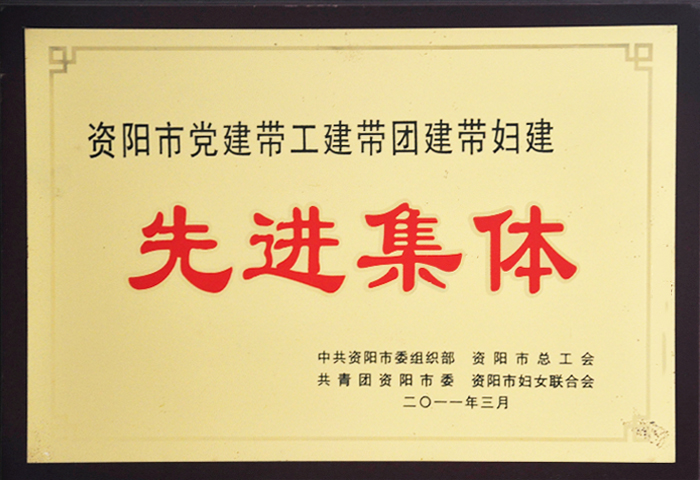 资阳市党建带工建带团建带妇建
先进集体
中共资阳市委组织部 资阳市总工会
共青团资阳市委 资阳市妇女联合会
二〇一一年三月